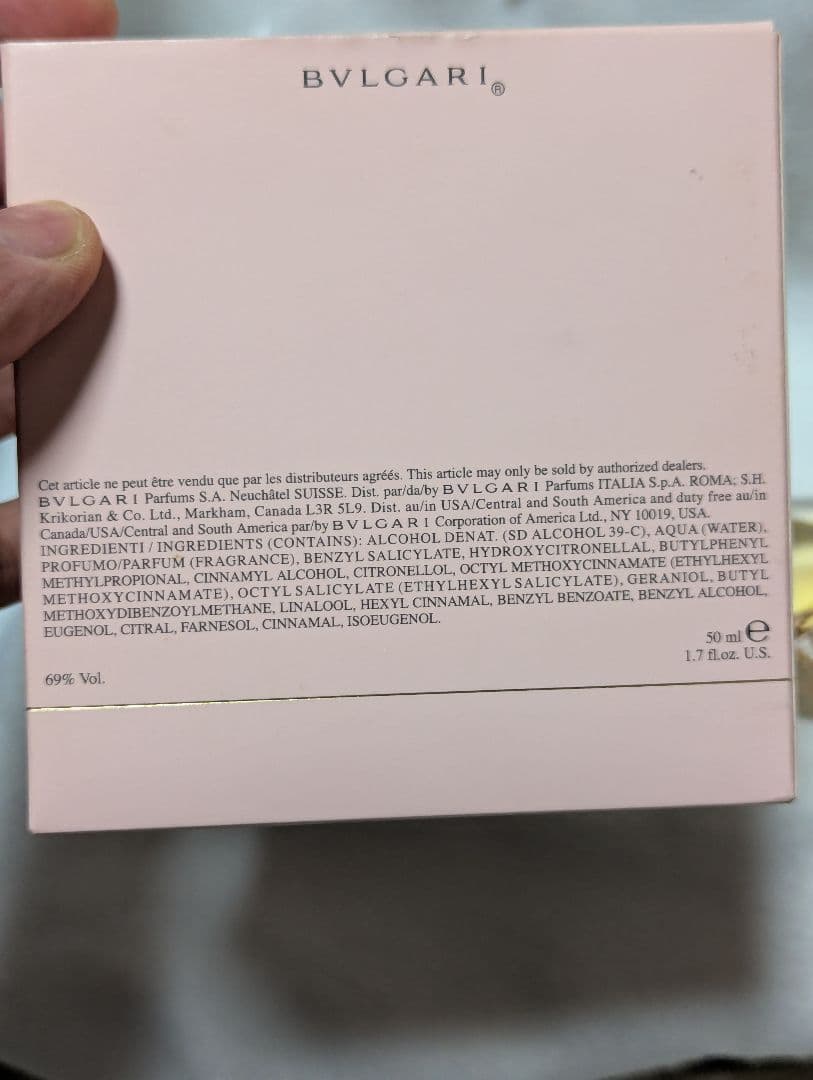 BVLGARI®
Cet article ne peut être vendu que par les distributeurs agréés. This article may only be sold by authorized dealers.
BVLGARI Parfums S.A. Neuchâtel SUISSE. Dist. par/da/by BVLGARI Parfums ITALIA S.p.A. ROMA; S.H.
Krikorian & Co. Ltd., Markham, Canada L3R 5L9. Dist. au/in USA/Central and South America and duty free au/in
Canada/USA/Central and South America par/by BVLGARI Corporation of America Ltd., NY 10019, USA.
INGREDIENTI / INGREDIENTS (CONTAINS): ALCOHOL DENAT. (SD ALCOHOL 39-C), AQUA (WATER),
PROFUMO/PARFUM (FRAGRANCE), BENZYL SALICYLATE, HYDROXYCITRONELLAL, BUTYLPHENYL
METHYLPROPIONAL, CINNAMYL ALCOHOL, CITRONELLOL, OCTYL METHOXYCINNAMATE (ETHYLHEXYL
METHOXYCINNAMATE), OCTYL SALICYLATE (ETHYLHEXYL SALICYLATE), GERANIOL, BUTYL
METHOXYDIBENZOYLMETHANE, LINALOOL, HEXYL CINNAMAL, BENZYL BENZOATE, BENZYL ALCOHOL,
EUGENOL, CITRAL, FARNESOL, CINNAMAL, ISOEUGENOL.
50 ml e
1.7 fl.oz. U.S.
69% Vol.